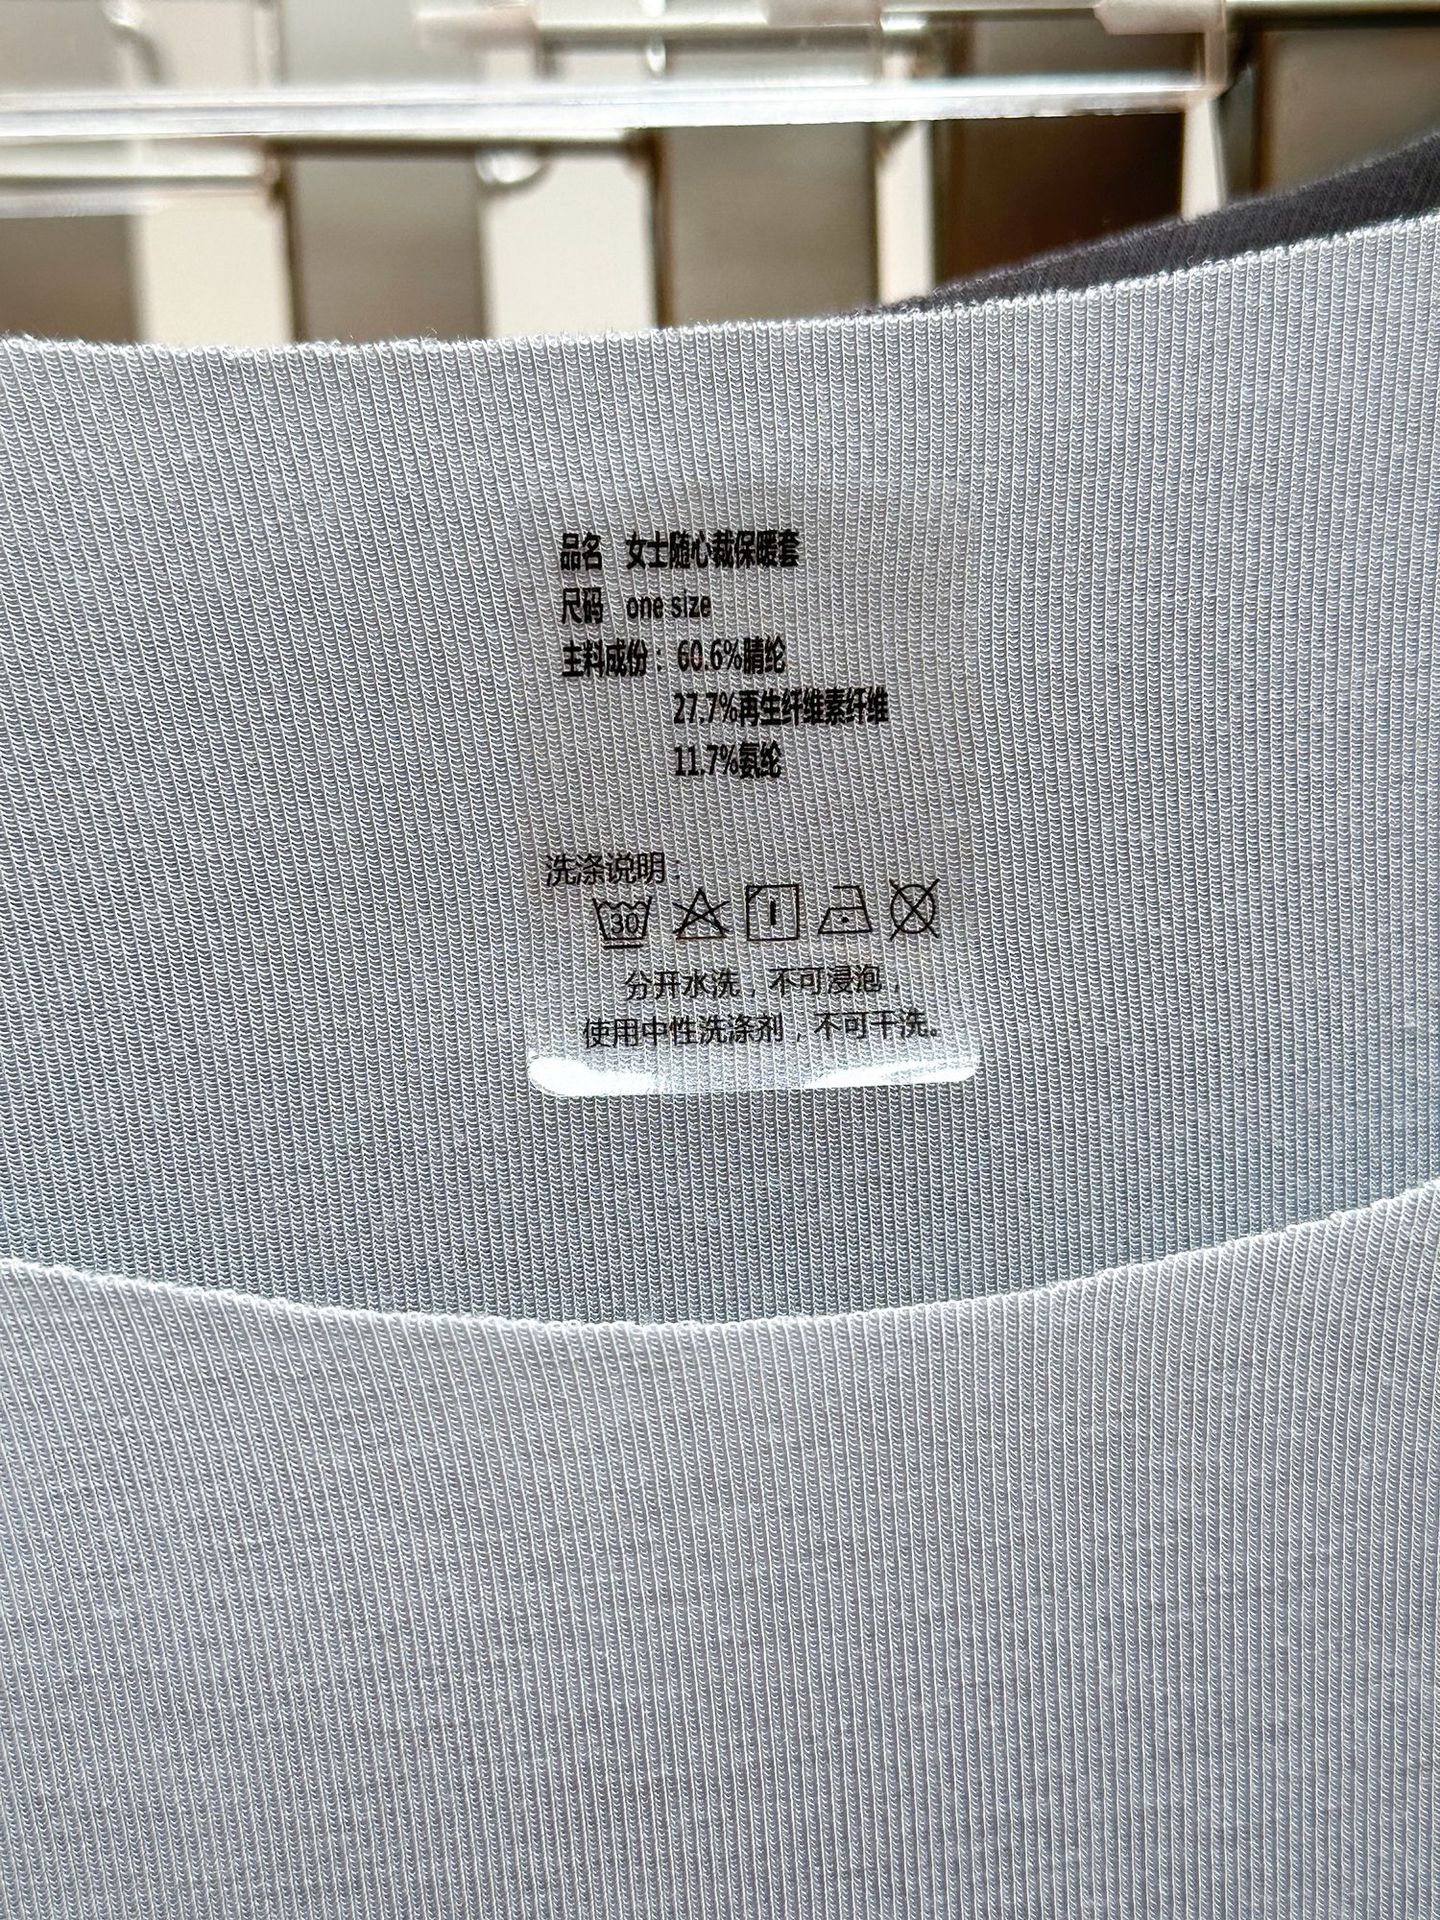 品名 女士随心裁保暖套
尺码 one size
主料成份：60.6%腈纶
27.7%再生纤维素纤维
11.7%氨纶
洗涤说明：
30
分开水洗，不可浸泡，
使用中性洗涤剂，不可干洗。